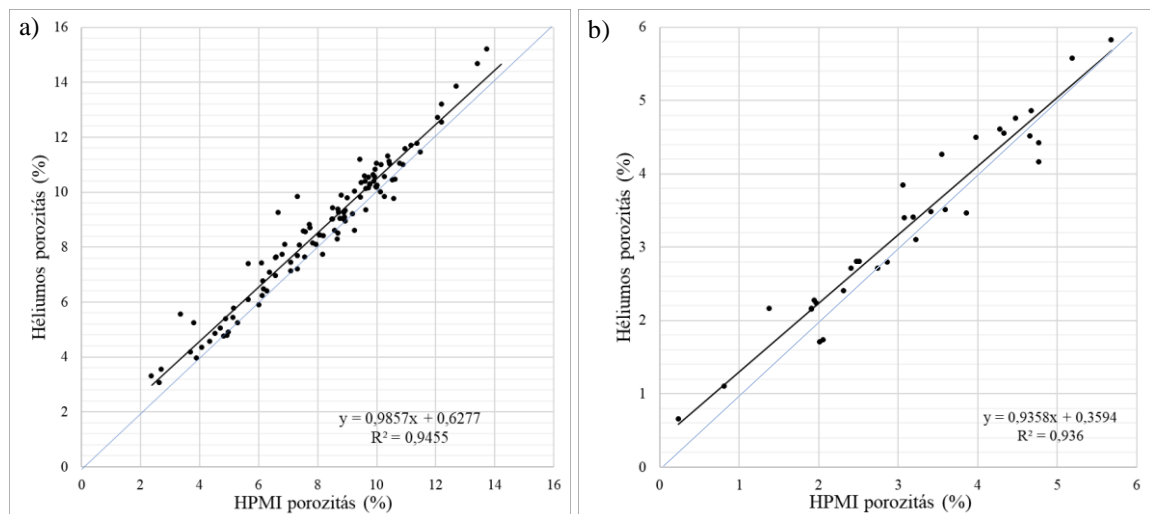 a)
16
14
12
10
8
6
4
2
0
Héliumos porozitás (%)
y = 0,9857x + 0,6277
R² = 0,9455
0 2 4 6 8 10 12 14 16
HPMI porozitás (%)
b)
6
5
4
3
2
1
0
Héliumos porozitás (%)
y = 0,9358x + 0,3594
R² = 0,936
0 1 2 3 4 5 6
HPMI porozitás (%)